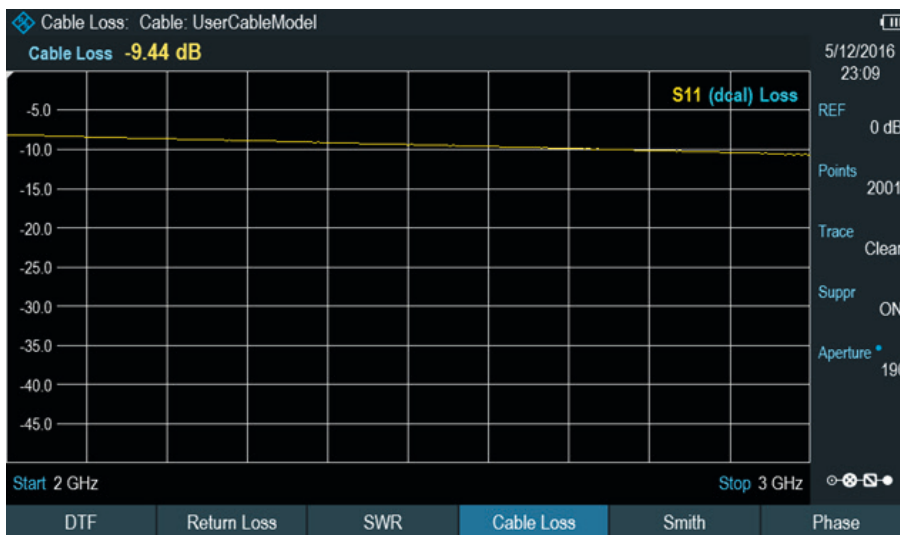 Cable Loss: Cable: UserCableModel
Cable Loss -9.44 dB
5/12/2016
23:09
S11 (dcal) Loss
-5.0
-10.0
-15.0
-20.0
-25.0
-30.0
-35.0
-40.0
-45.0
REF
0 dB
Points
2001
Trace
Clear
Suppr
ON
Aperture
190
Start 2 GHz
Stop 3 GHz
DTF
Return Loss
SWR
Cable Loss
Smith
Phase